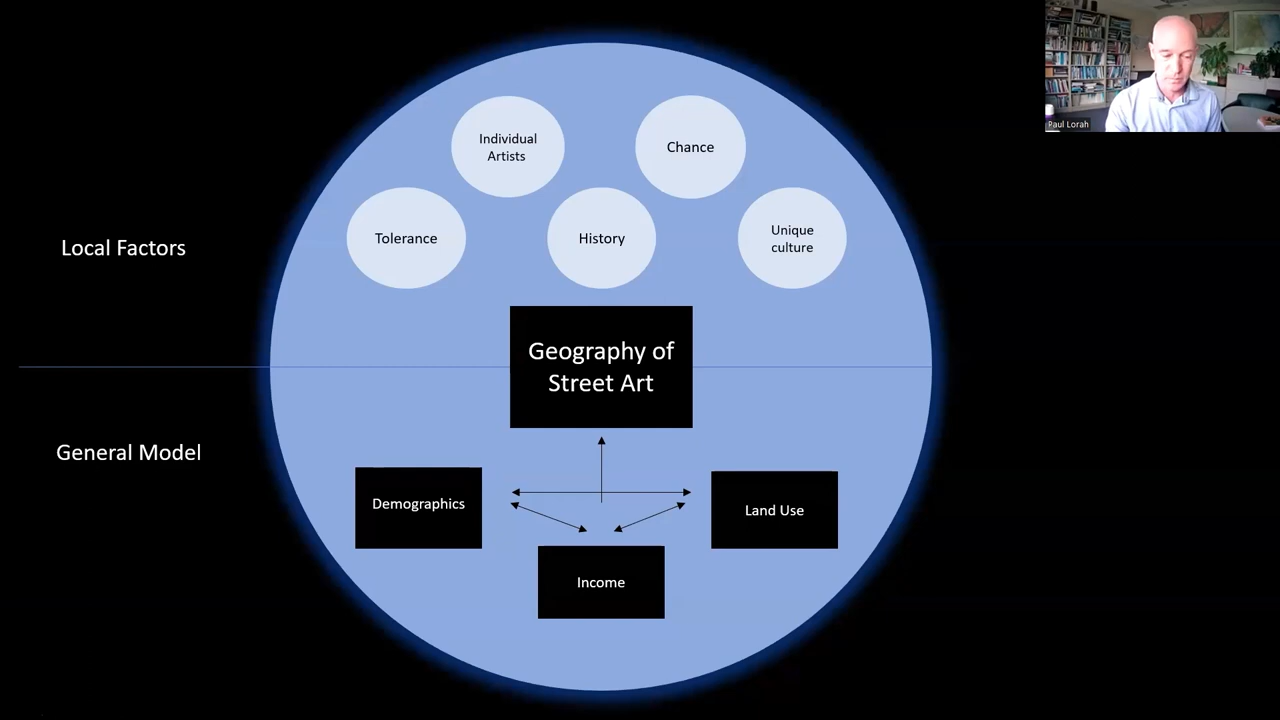 Paul Lorah
Individual
Artists
Chance
Tolerance
History
Unique
culture
Local Factors
Geography of
Street Art
General Model
Demographics
Land Use
Income